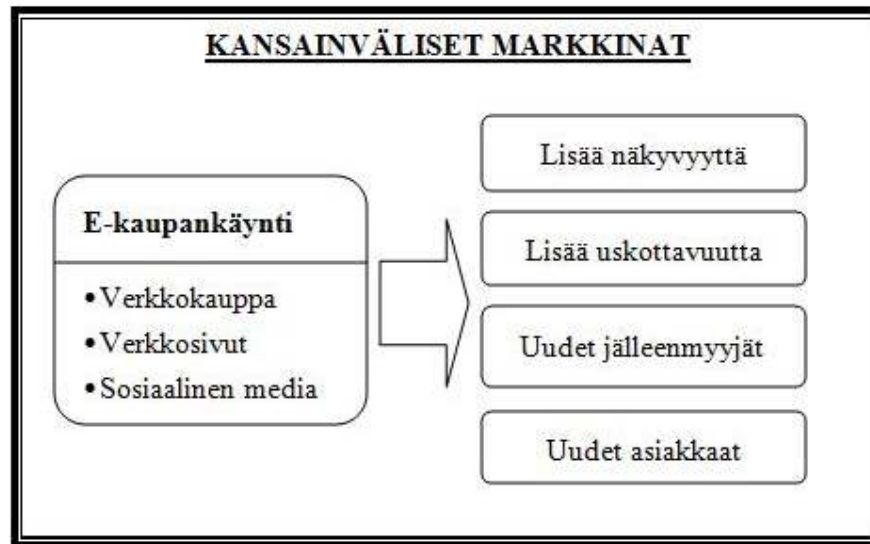 KANSAINVÄLISET MARKKINAT
E-kaupankäynti
•Verkkokauppa
•Verkkosivut
•Sosiaalinen media
Lisää näkyvyyttä
Lisää uskottavuutta
Uudet jälleenmyyjät
Uudet asiakkaat